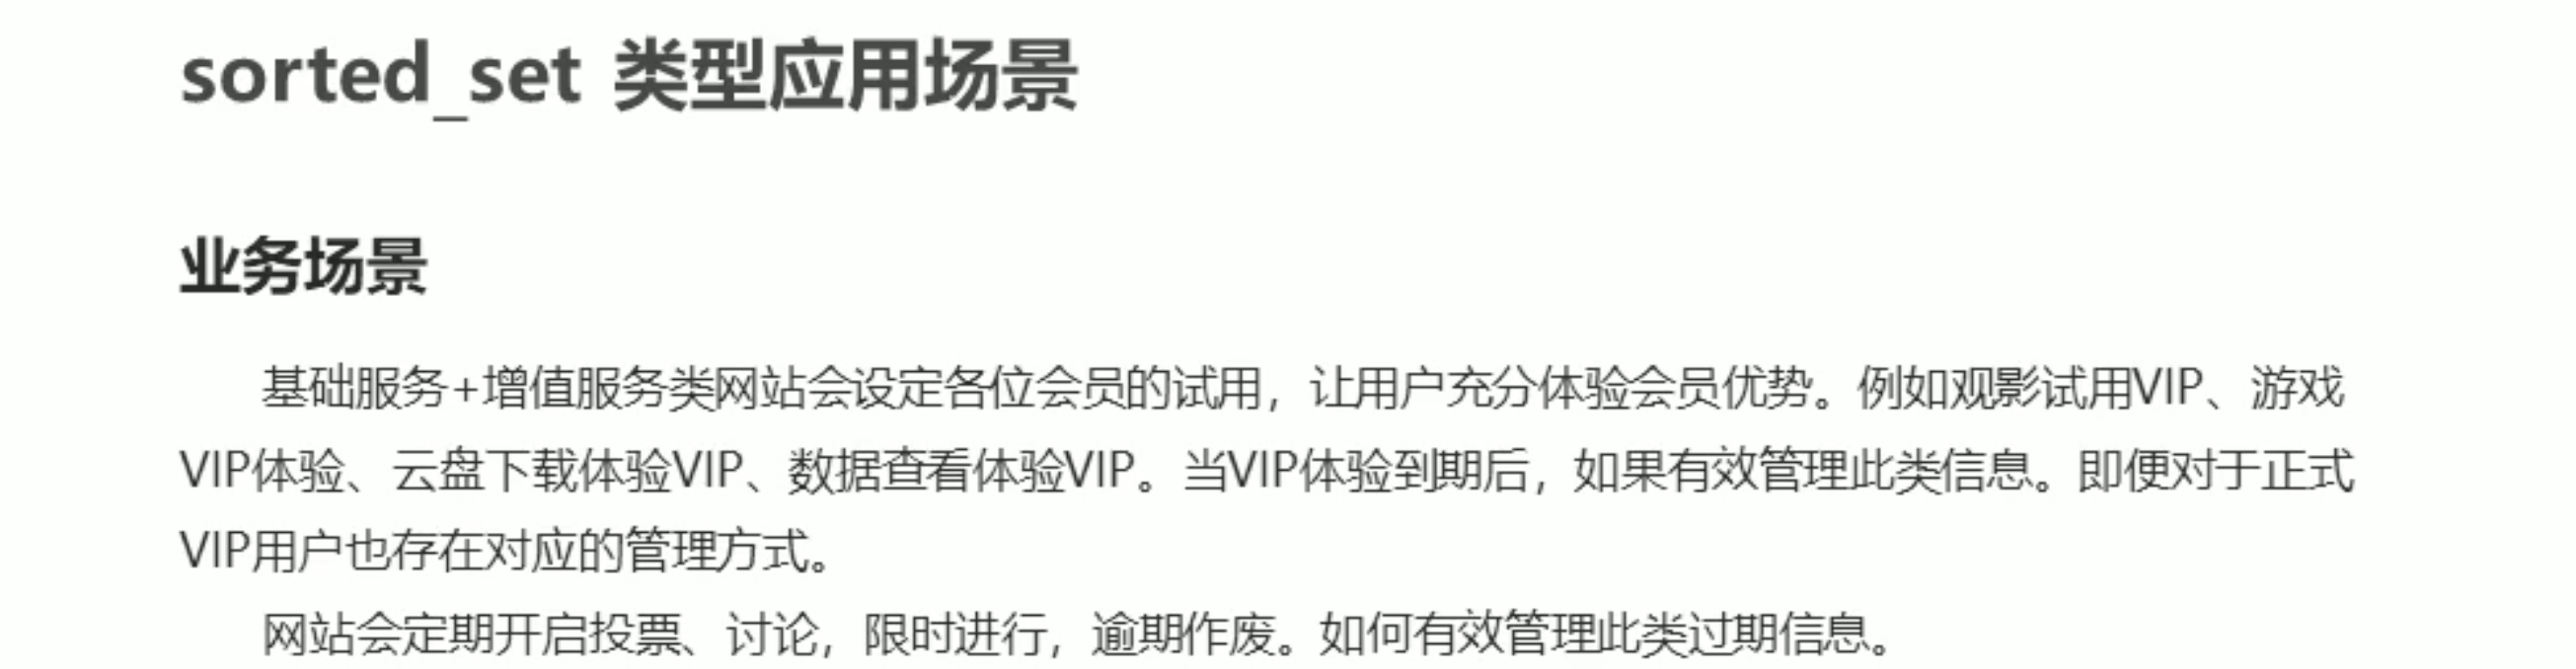 sorted_set 类型应用场景
业务场景
基础服务+增值服务类网站会设定各位会员的试用，让用户充分体验会员优势。例如观影试用VIP、游戏
VIP体验、云盘下载体验VIP、数据查看体验VIP。当VIP体验到期后，如果有效管理此类信息。即便对于正式
VIP用户也存在对应的管理方式。
网站会定期开启投票、讨论，限时进行，逾期作废。如何有效管理此类过期信息。